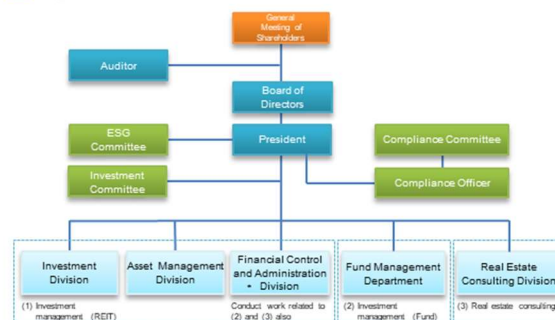 General
Meeting of
Shareholders
Auditor
Board of
Directors
ESG
Committee
President
Compliance Committee
Investment
Committee
Compliance Officer
Investment
Division
Asset Management
Division
Financial Control
and Administration
- Division
Fund Management
Department
Real Estate
Consulting Division
(1) Investment
management (REIT)
Conduct work related to
(2) and (3) also
(2) Investment
management (Fund)
(3) Real estate consulting